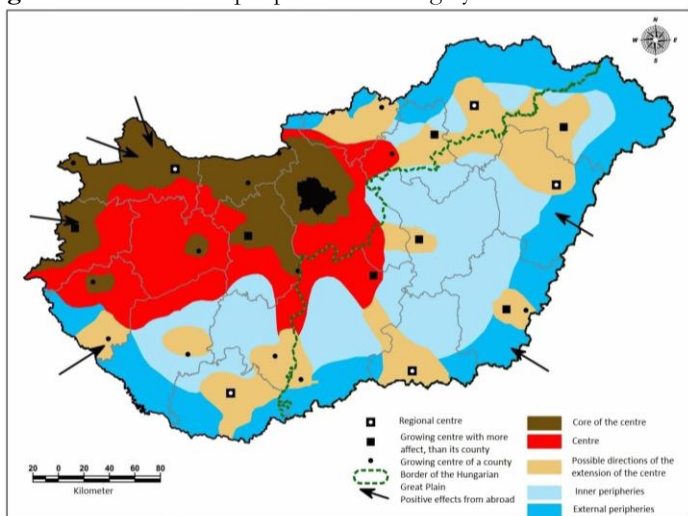 N
W E
S
Regional centre
Growing centre with more
affect, than its county
Growing centre of a county
Border of the Hungarian
Great Plain
Positive effects from abroad
Core of the centre
Centre
Possible directions of the
extension of the centre
Inner peripheries
External peripheries
20 0 20 40 60 80
Kilometer